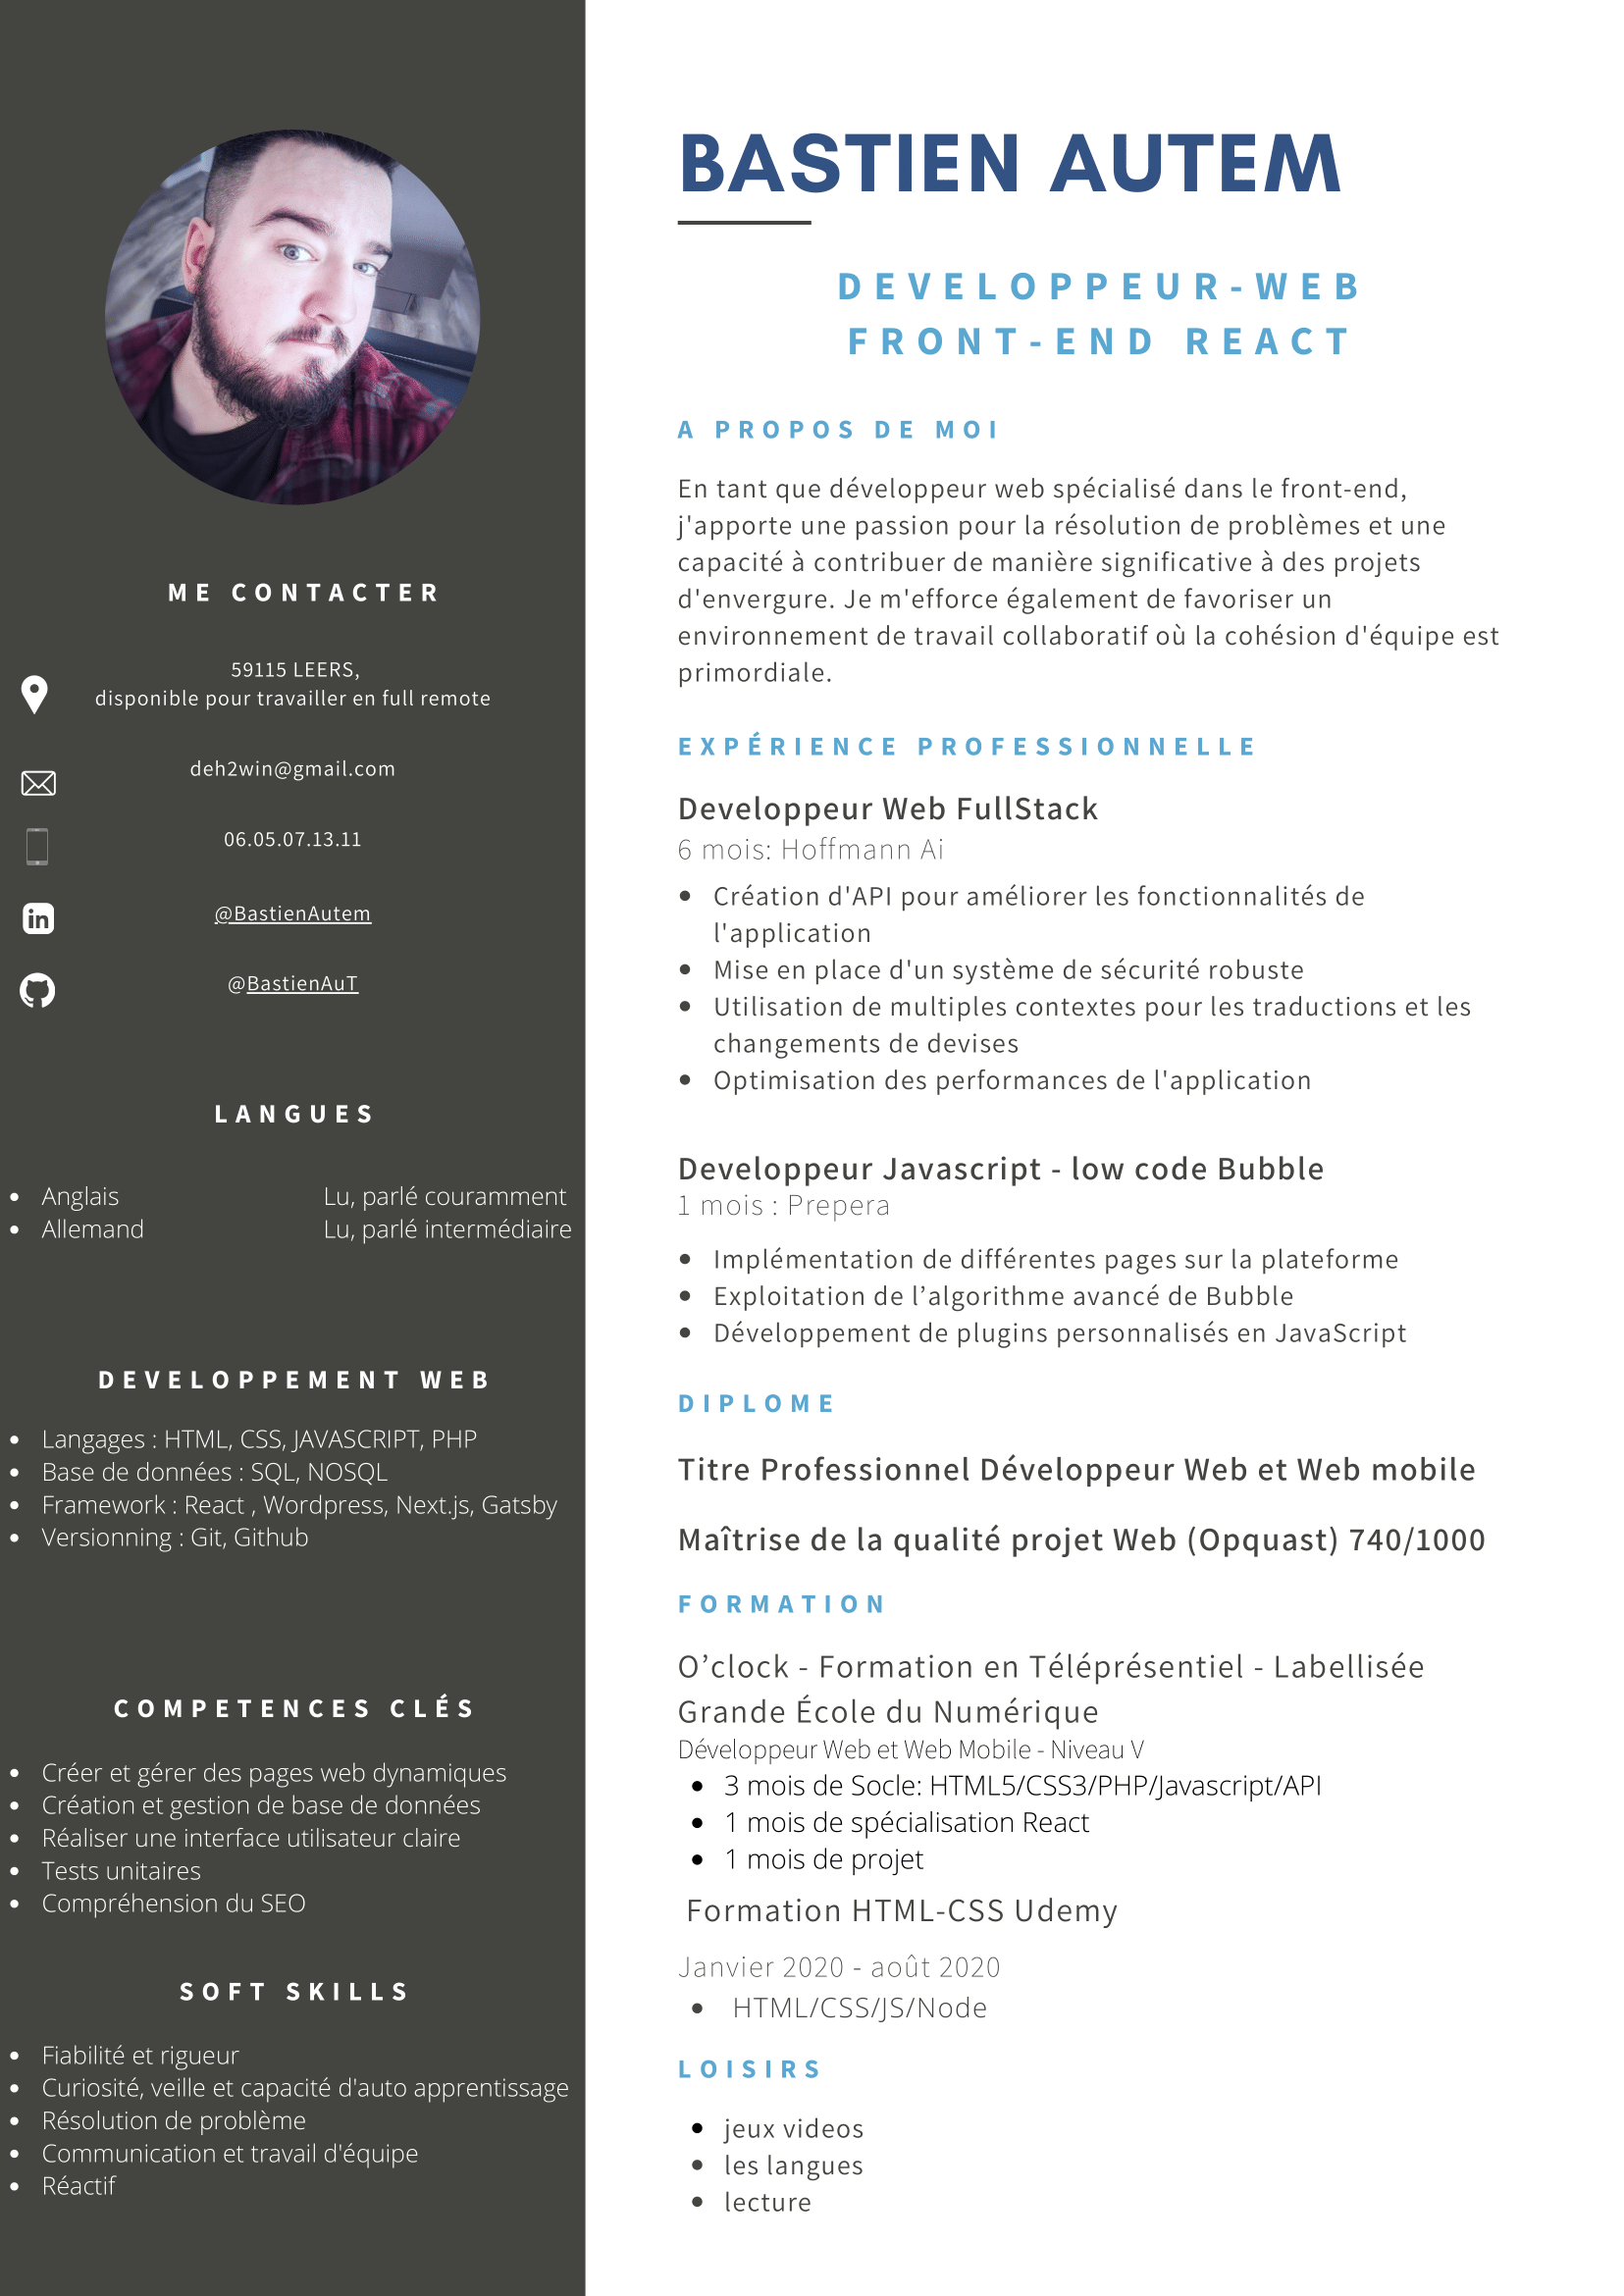 ME CONTACTER
59115 LEERS,
disponible pour travailler en full remote
deh2win@gmail.com
06.05.07.13.11
in
@BastienAutem
@BastienAuT
LANGUES
• Anglais Lu, parlé couramment
• Allemand Lu, parlé intermédiaire
DEVELOPPEMENT WEB
• Langages : HTML, CSS, JAVASCRIPT, PHP
• Base de données : SQL, NOSQL
• Framework : React , Wordpress, Next.js, Gatsby
• Versionning : Git, Github
COMPETENCES CLÉS
• Créer et gérer des pages web dynamiques
• Création et gestion de base de données
• Réaliser une interface utilisateur claire
• Tests unitaires
• Compréhension du SEO
SOFT SKILLS
• Fiabilité et rigueur
• Curiosité, veille et capacité d'auto apprentissage
• Résolution de problème
• Communication et travail d'équipe
• Réactif
BASTIEN AUTEM
DEVELOPPEUR-WEB
FRONT-END REACT
A PROPOS DE MOI
En tant que développeur web spécialisé dans le front-end,
j'apporte une passion pour la résolution de problèmes et une
capacité à contribuer de manière significative à des projets
d'envergure. Je m'efforce également de favoriser un
environnement de travail collaboratif où la cohésion d'équipe est
primordiale.
EXPÉRIENCE PROFESSIONNELLE
Developpeur Web FullStack
6 mois: Hoffmann Ai
• Création d'API pour améliorer les fonctionnalités de
l'application
• Mise en place d'un système de sécurité robuste
• Utilisation de multiples contextes pour les traductions et les
changements de devises
• Optimisation des performances de l'application
Developpeur Javascript - low code Bubble
1 mois : Prepera
• Implémentation de différentes pages sur la plateforme
• Exploitation de l’algorithme avancé de Bubble
• Développement de plugins personnalisés en JavaScript
DIPLOME
Titre Professionnel Développeur Web et Web mobile
Maîtrise de la qualité projet Web (Opquast) 740/1000
FORMATION
O’clock - Formation en Téléprésentiel - Labellisée
Grande École du Numérique
Développeur Web et Web Mobile - Niveau V
• 3 mois de Socle: HTML5/CSS3/PHP/Javascript/API
• 1 mois de spécialisation React
• 1 mois de projet
Formation HTML-CSS Udemy
Janvier 2020 - août 2020
• HTML/CSS/JS/Node
LOISIRS
• jeux videos
• les langues
• lecture